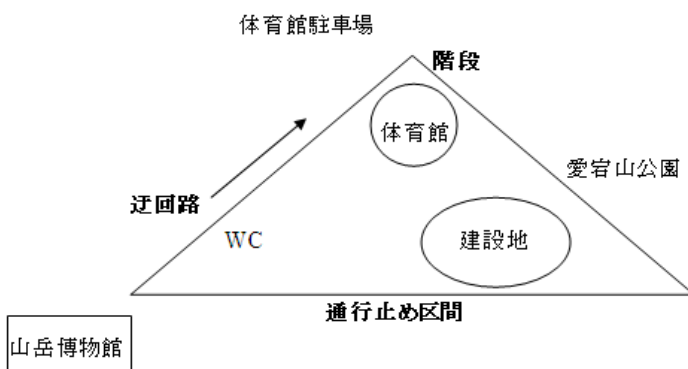 体育館駐車場
階段
体育館
愛宕山公園
迂回路
WC
建設地
通行止め区間
山岳博物館